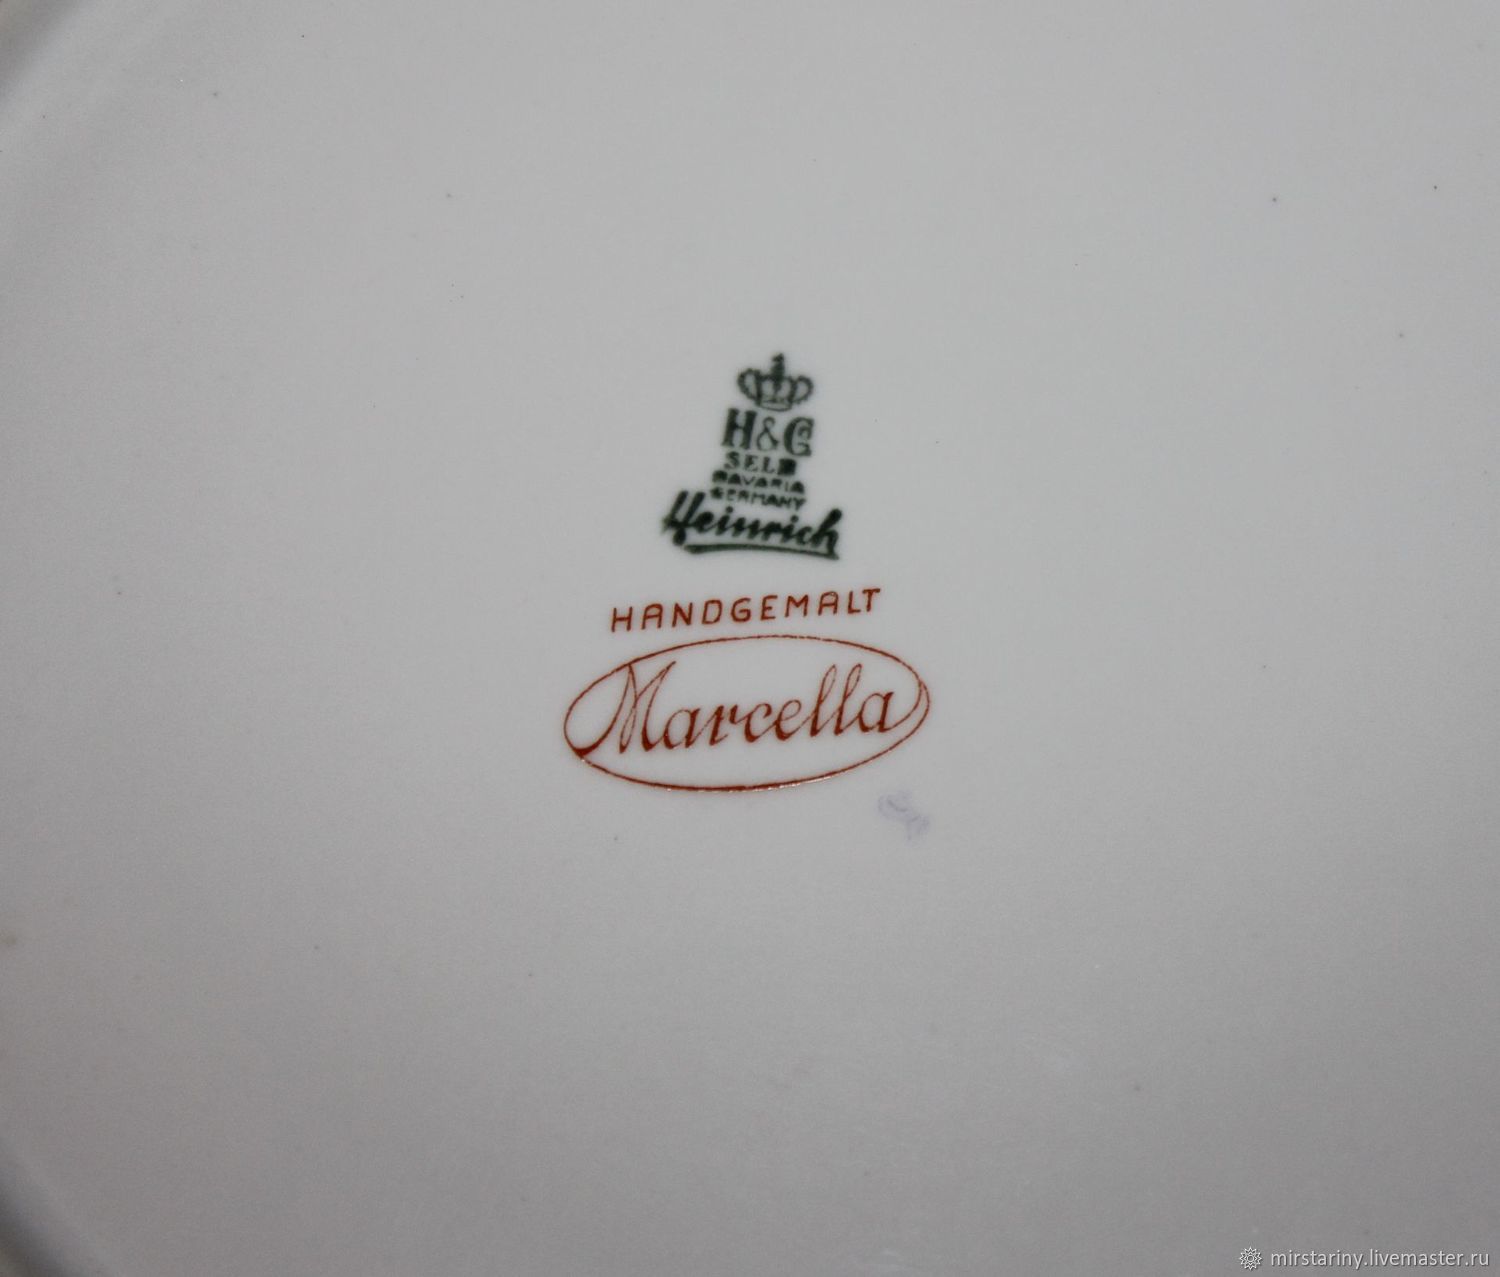 H&C
SELB
BAVARIA
GERMANY
Heinrich
HANDGEMALT
Marcella
mirstariny.livemaster.ru